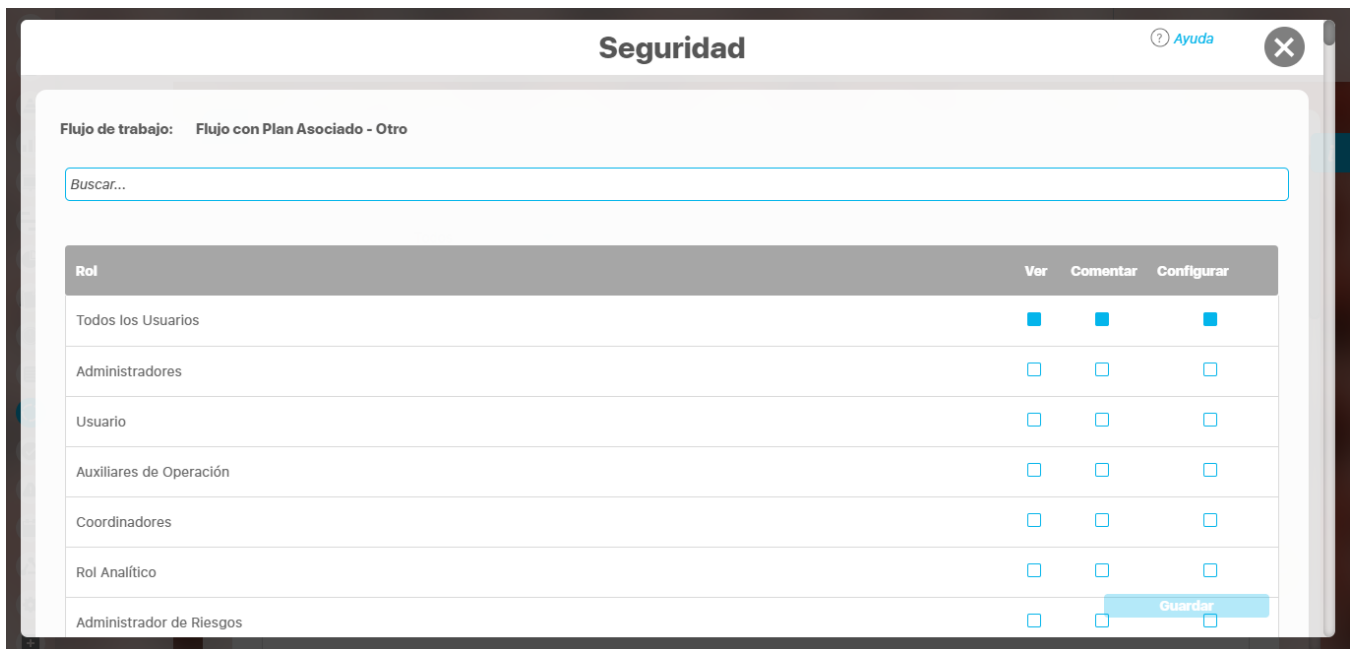 Seguridad
? Ayuda
Flujo de trabajo: Flujo con Plan Asociado - Otro
Buscar...
Rol Ver Comentar Configurar
Todos los Usuarios
Administradores
Usuario
Auxiliares de Operación
Coordinadores
Rol Analítico
Guardar
Administrador de Riesgos